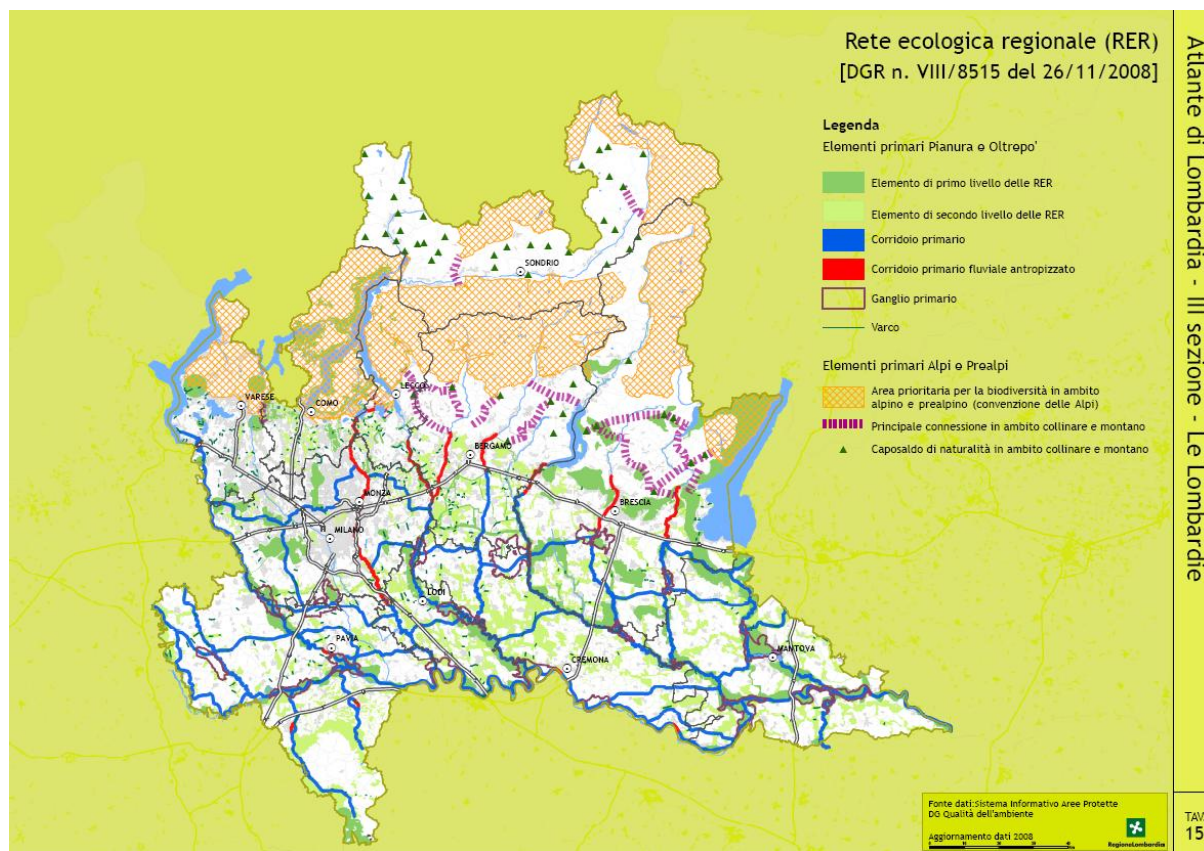 Rete ecologica regionale (RER)
[DGR n. VIII/8515 del 26/11/2008]
Legenda
Elementi primari Pianura e Oltrepo'
Elemento di primo livello delle RER
Elemento di secondo livello delle RER
Corridoio primario
Corridoio primario fluviale antropizzato
Ganglio primario
Varco
Elementi primari Alpi e Prealpi
Area prioritaria per la biodiversità in ambito
alpino e prealpino (convenzione delle Alpi)
Principale connessione in ambito collinare e montano
Caposaldo di naturalità in ambito collinare e montano
SONDRIO
LECCO
VARESE
COMO
BERGAMO
MONZA
BRESCIA
MILANO
LODI
PAVIA
CREMONA
MANTOVA
Fonte dati:Sistema Informativo Aree Protette
DG Qualità dell'ambiente
Aggiornamento dati 2008
RegioneLombardia
Atlante di Lombardia - III sezione - Le Lombardie
TAV
15